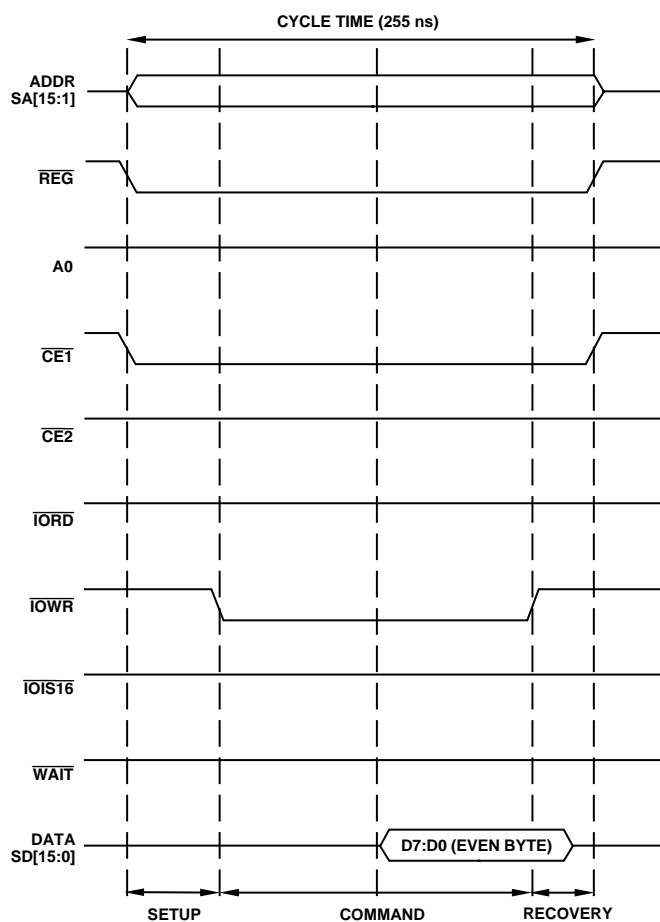 CYCLE TIME (255 ns)
ADDR
SA[15:1]
REG
A0
CE1
CE2
IORD
IOWR
IOIS16
WAIT
DATA
SD[15:0]
D7:D0 (EVEN BYTE)
SETUP
COMMAND
RECOVERY